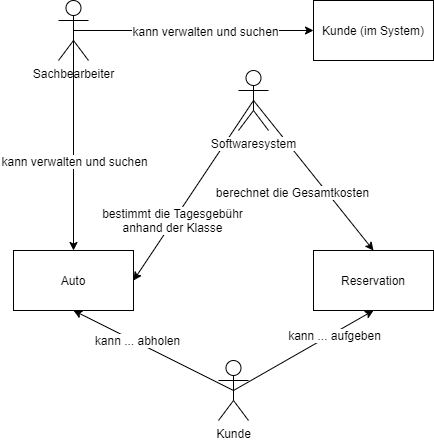 kann verwalten und suchen
Kunde (im System)
Sachbearbeiter
Softwaresystem
kann verwalten und suchen
berechnet die Gesamtkosten
bestimmt die Tagesgebühr
anhand der Klasse
Auto
Reservation
kann ... abholen
kann ... aufgeben
Kunde